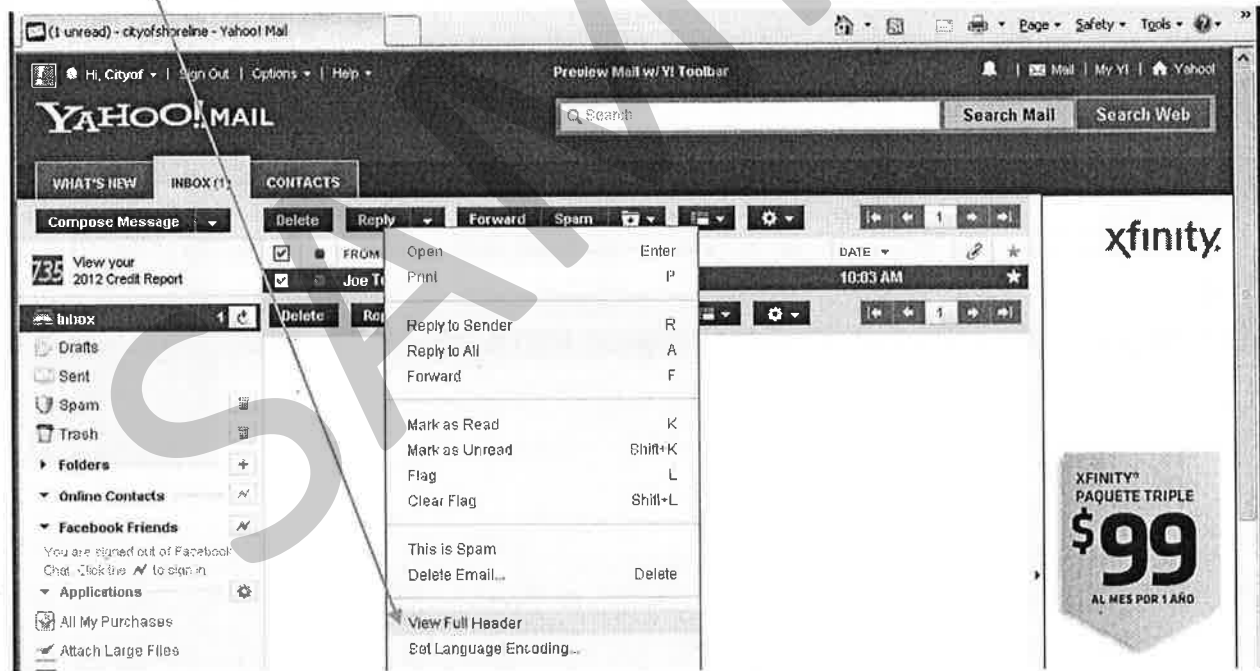 (1 unread) - cityofshoreline - Yahoo! Mail
Page Safety Tools
Hi, Cityof | Sign Out | Options | Help
Preview Mail w/ Y! Toolbar
Mail | My Y! | Yahoo!
YAHOO! MAIL
Search
Search Mail
Search Web
WHAT'S NEW
INBOX (1)
CONTACTS
Compose Message
Delete
Reply
Forward
Spam
1
xfinity.
735
View your
2012 Credit Report
FROM
DATE
Joe
10:03 AM
Inbox 1
Delete
1
Drafts
Sent
Spam
Trash
Folders
Online Contacts
Facebook Friends
You are signed out of Facebook
Chat. Click the to sign in
Applications
All My Purchases
Attach Large Files
Open Enter
Print P
Reply to Sender R
Reply to All A
Forward F
Mark as Read K
Mark as Unread Shift+K
Flag L
Clear Flag Shift+L
This is Spam
Delete Email... Delete
View Full Header
Set Language Encoding...
XFINITY®
PAQUETE TRIPLE
$99
AL MES POR 1 AÑO